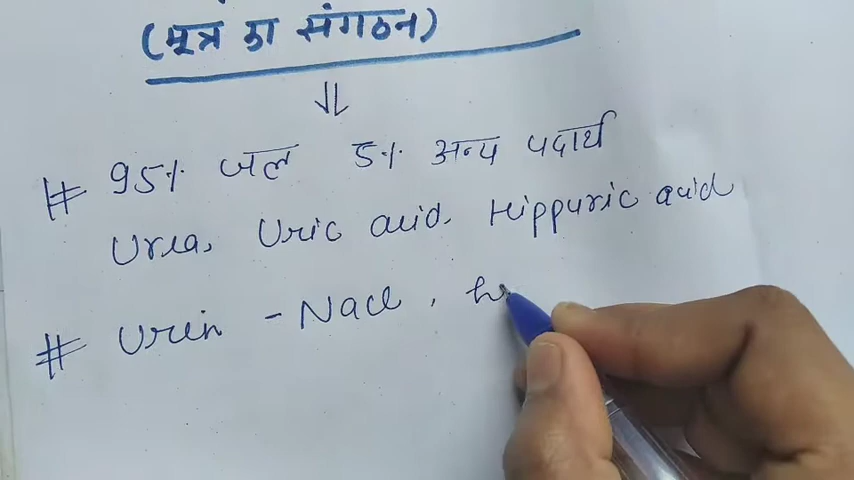 (मूत्र का संगठन)
# 95% जल 5% अन्य पदार्थ
Urea, Uric acid, Hippuric acid
# Urin - NaCl, h